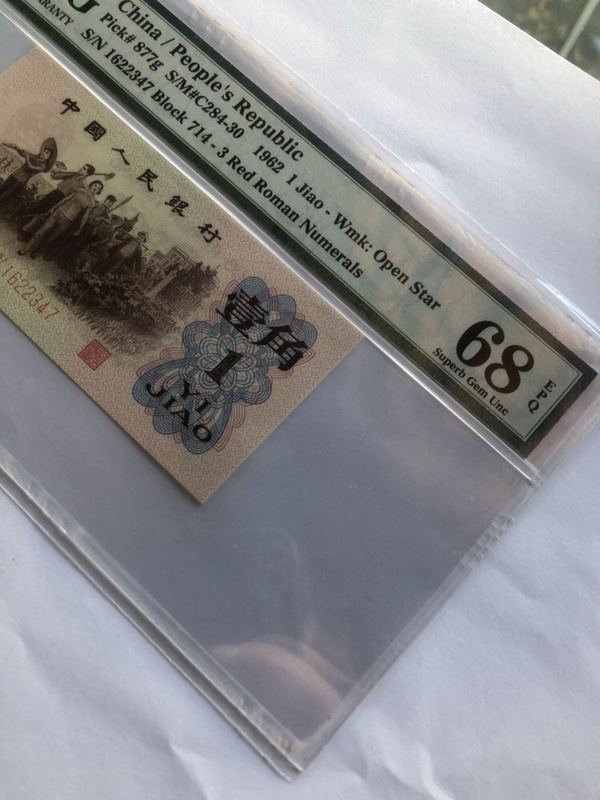 China / People's Republic
Pick# 877g S/M#C284-30 1962 1 Jiao - Wmk: Open Star
S/N 1622347 Block 714 - 3 Red Roman Numerals
68
EPQ
Superb Gem Unc
中國人民銀行
1622347
壹角
1
YI
JIAO